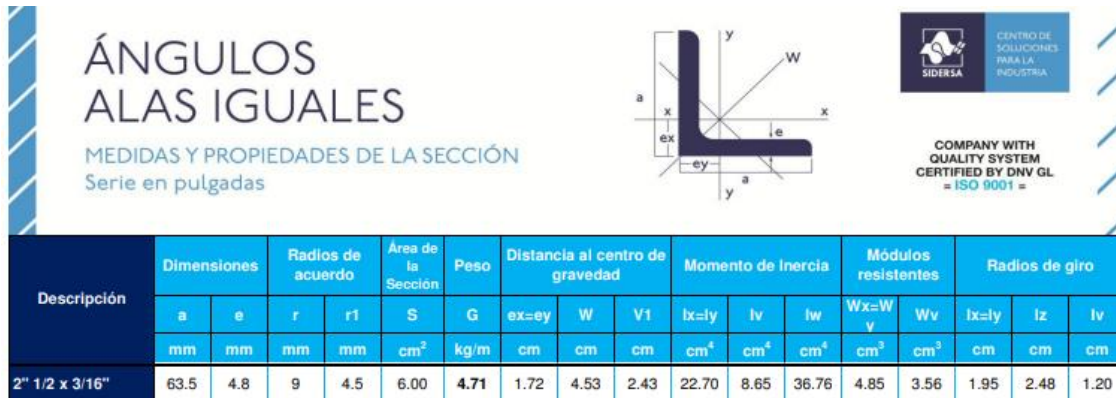 ÁNGULOS
ALAS IGUALES
MEDIDAS Y PROPIEDADES DE LA SECCIÓN
Serie en pulgadas
y
W
a
x
x
ex
e
ey
a
y
SIDERSA
CENTRO DE
SOLUCIONES
PARA LA
INDUSTRIA
COMPANY WITH
QUALITY SYSTEM
CERTIFIED BY DNV GL
= ISO 9001 =
Descripción Dimensiones Radios de acuerdo Área de la Sección Peso Distancia al centro de gravedad Momento de Inercia Módulos resistentes Radios de giro
a e r r1 S G ex=ey W V1 Ix=Iy Iv Iw Wx=Wy Wv Ix=Iy Iz Iv
mm mm mm mm cm² kg/m cm cm cm cm⁴ cm⁴ cm⁴ cm³ cm³ cm cm cm
2" 1/2 x 3/16" 63.5 4.8 9 4.5 6.00 4.71 1.72 4.53 2.43 22.70 8.65 36.76 4.85 3.56 1.95 2.48 1.20